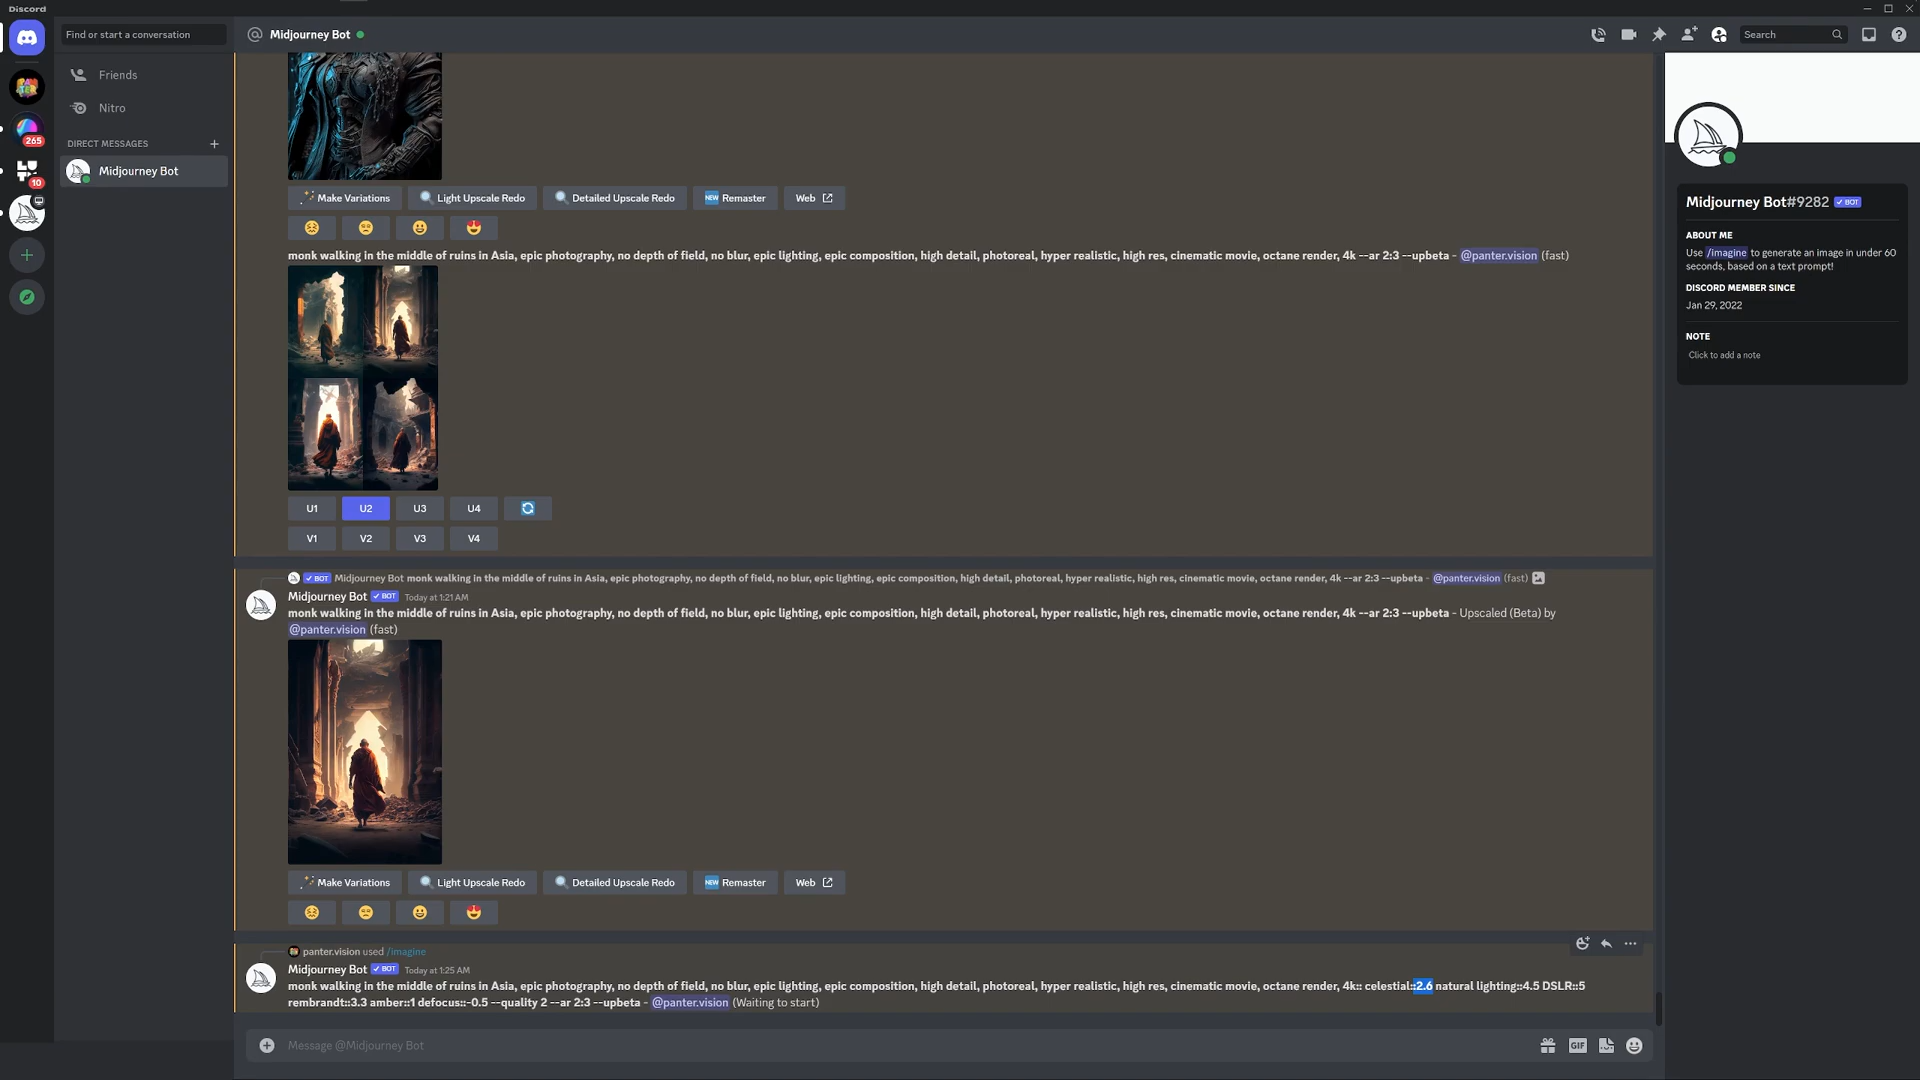 Discord
Find or start a conversation
Midjourney Bot
Search
Friends
Nitro
DIRECT MESSAGES
Midjourney Bot
265
10
Make Variations
Light Upscale Redo
Detailed Upscale Redo
NEW Remaster
Web
monk walking in the middle of ruins in Asia, epic photography, no depth of field, no blur, epic lighting, epic composition, high detail, photoreal, hyper realistic, high res, cinematic movie, octane render, 4k --ar 2:3 --upbeta - @panter.vision (fast)
U1 U2 U3 U4
V1 V2 V3 V4
BOT Midjourney Bot monk walking in the middle of ruins in Asia, epic photography, no depth of field, no blur, epic lighting, epic composition, high detail, photoreal, hyper realistic, high res, cinematic movie, octane render, 4k --ar 2:3 --upbeta - @panter.vision (fast)
Midjourney Bot BOT Today at 1:21 AM
monk walking in the middle of ruins in Asia, epic photography, no depth of field, no blur, epic lighting, epic composition, high detail, photoreal, hyper realistic, high res, cinematic movie, octane render, 4k --ar 2:3 --upbeta - Upscaled (Beta) by
@panter.vision (fast)
Make Variations
Light Upscale Redo
Detailed Upscale Redo
NEW Remaster
Web
panter.vision used /imagine
Midjourney Bot BOT Today at 1:25 AM
monk walking in the middle of ruins in Asia, epic photography, no depth of field, no blur, epic lighting, epic composition, high detail, photoreal, hyper realistic, high res, cinematic movie, octane render, 4k:: celestial::2.6 natural lighting::4.5 DSLR::5
rembrandt::3.3 amber::1 defocus::-0.5 --quality 2 --ar 2:3 --upbeta - @panter.vision (Waiting to start)
Message @Midjourney Bot
GIF
Midjourney Bot#9282 BOT
ABOUT ME
Use /imagine to generate an image in under 60
seconds, based on a text prompt!
DISCORD MEMBER SINCE
Jan 29, 2022
NOTE
Click to add a note